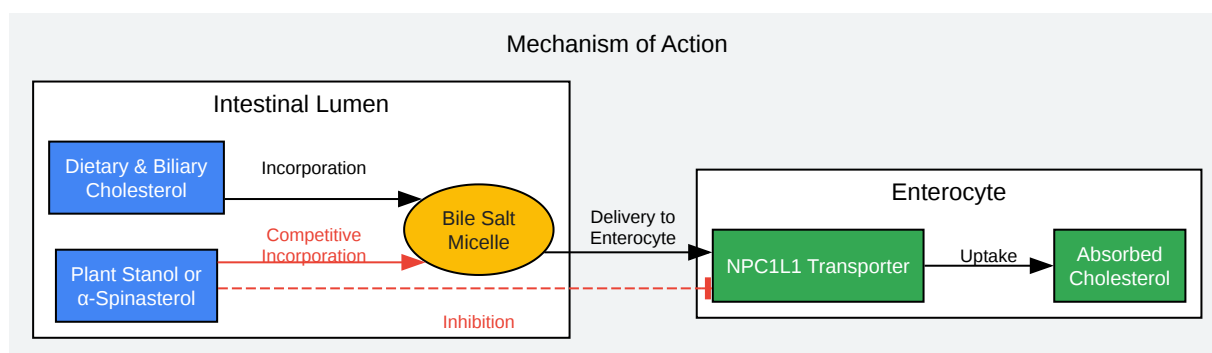 Mechanism of Action
Intestinal Lumen
Dietary & Biliary
Cholesterol
Incorporation
Bile Salt
Micelle
Competitive
Incorporation
Plant Stanol or
α-Spinasterol
Inhibition
Delivery to
Enterocyte
Enterocyte
NPC1L1 Transporter
Uptake
Absorbed
Cholesterol